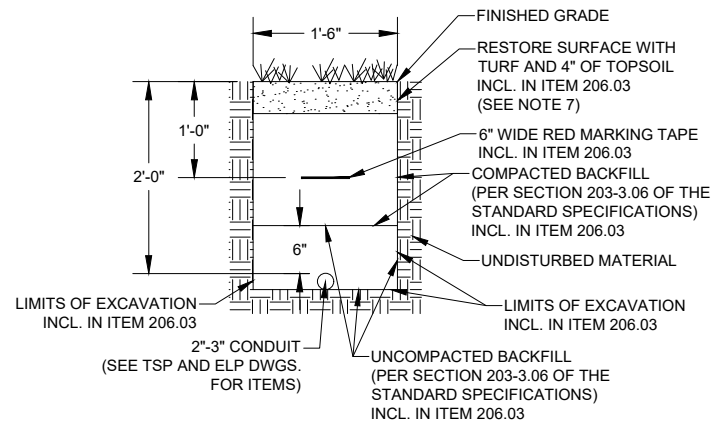 1'-6"
FINISHED GRADE
RESTORE SURFACE WITH
TURF AND 4" OF TOPSOIL
INCL. IN ITEM 206.03
(SEE NOTE 7)
1'-0"
2'-0"
6" WIDE RED MARKING TAPE
INCL. IN ITEM 206.03
COMPACTED BACKFILL
(PER SECTION 203-3.06 OF THE
STANDARD SPECIFICATIONS)
INCL. IN ITEM 206.03
6"
UNDISTURBED MATERIAL
LIMITS OF EXCAVATION
INCL. IN ITEM 206.03
LIMITS OF EXCAVATION
INCL. IN ITEM 206.03
2"-3" CONDUIT
(SEE TSP AND ELP DWGS.
FOR ITEMS)
UNCOMPACTED BACKFILL
(PER SECTION 203-3.06 OF THE
STANDARD SPECIFICATIONS)
INCL. IN ITEM 206.03